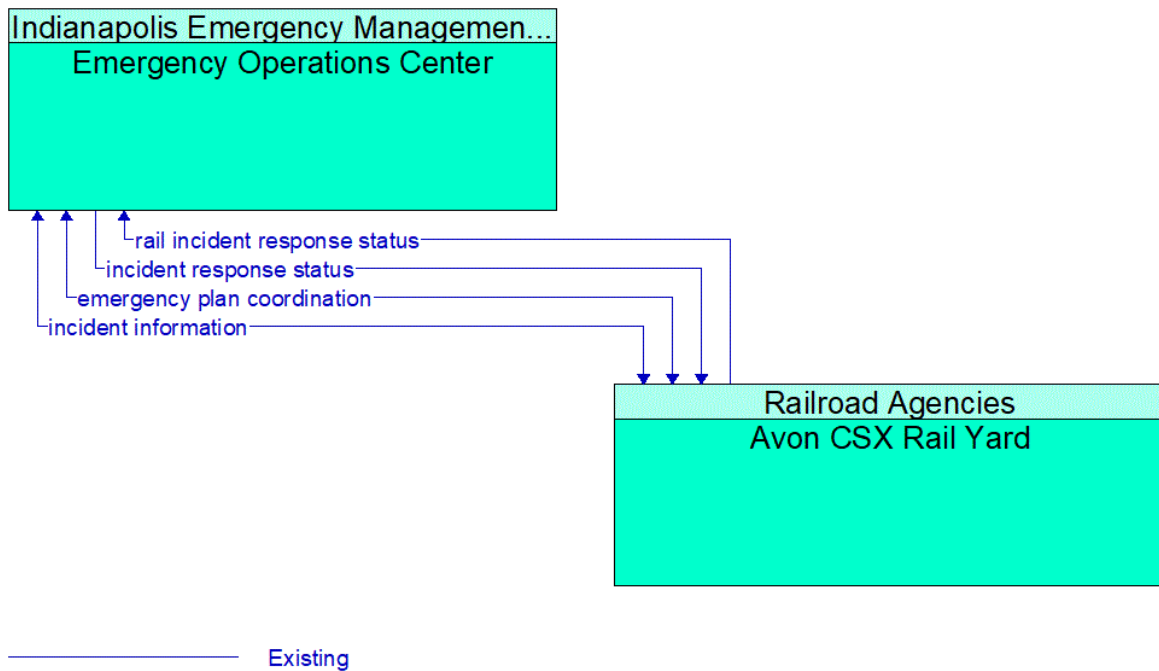 Indianapolis Emergency Managemen...
Emergency Operations Center
rail incident response status
incident response status
emergency plan coordination
incident information
Railroad Agencies
Avon CSX Rail Yard
Existing